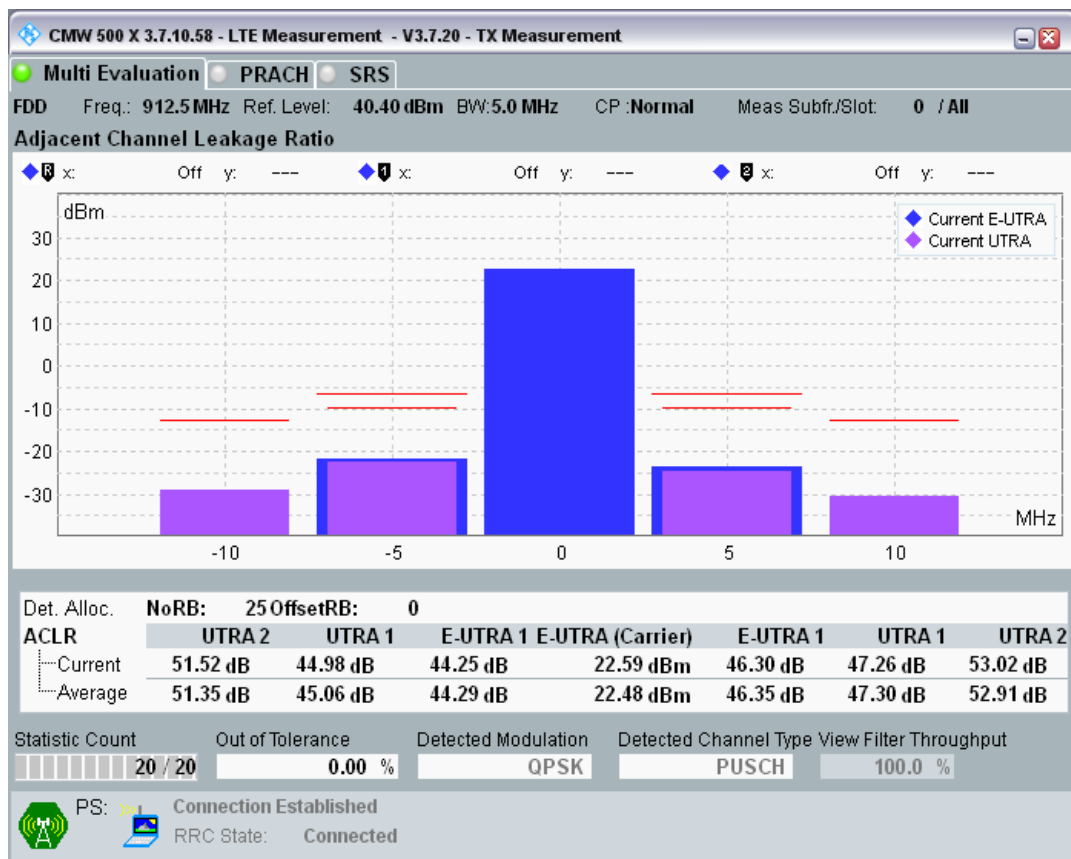 CMW 500 X 3.7.10.58 - LTE Measurement - V3.7.20 - TX Measurement
Multi Evaluation PRACH SRS
FDD Freq.: 912.5 MHz Ref. Level: 40.40 dBm BW:5.0 MHz CP :Normal Meas Subfr./Slot: 0 / All
Adjacent Channel Leakage Ratio
R x: Off y: --- 1 x: Off y: --- 2 x: Off y: ---
dBm
Current E-UTRA
Current UTRA
30
20
10
0
-10
-20
-30
MHz
-10 -5 0 5 10
Det. Alloc. NoRB: 25 OffsetRB: 0
ACLR UTRA 2 UTRA 1 E-UTRA 1 E-UTRA (Carrier) E-UTRA 1 UTRA 1 UTRA 2
Current 51.52 dB 44.98 dB 44.25 dB 22.59 dBm 46.30 dB 47.26 dB 53.02 dB
Average 51.35 dB 45.06 dB 44.29 dB 22.48 dBm 46.35 dB 47.30 dB 52.91 dB
Statistic Count Out of Tolerance Detected Modulation Detected Channel Type View Filter Throughput
20 / 20 0.00 % QPSK PUSCH 100.0 %
PS: Connection Established
RRC State: Connected